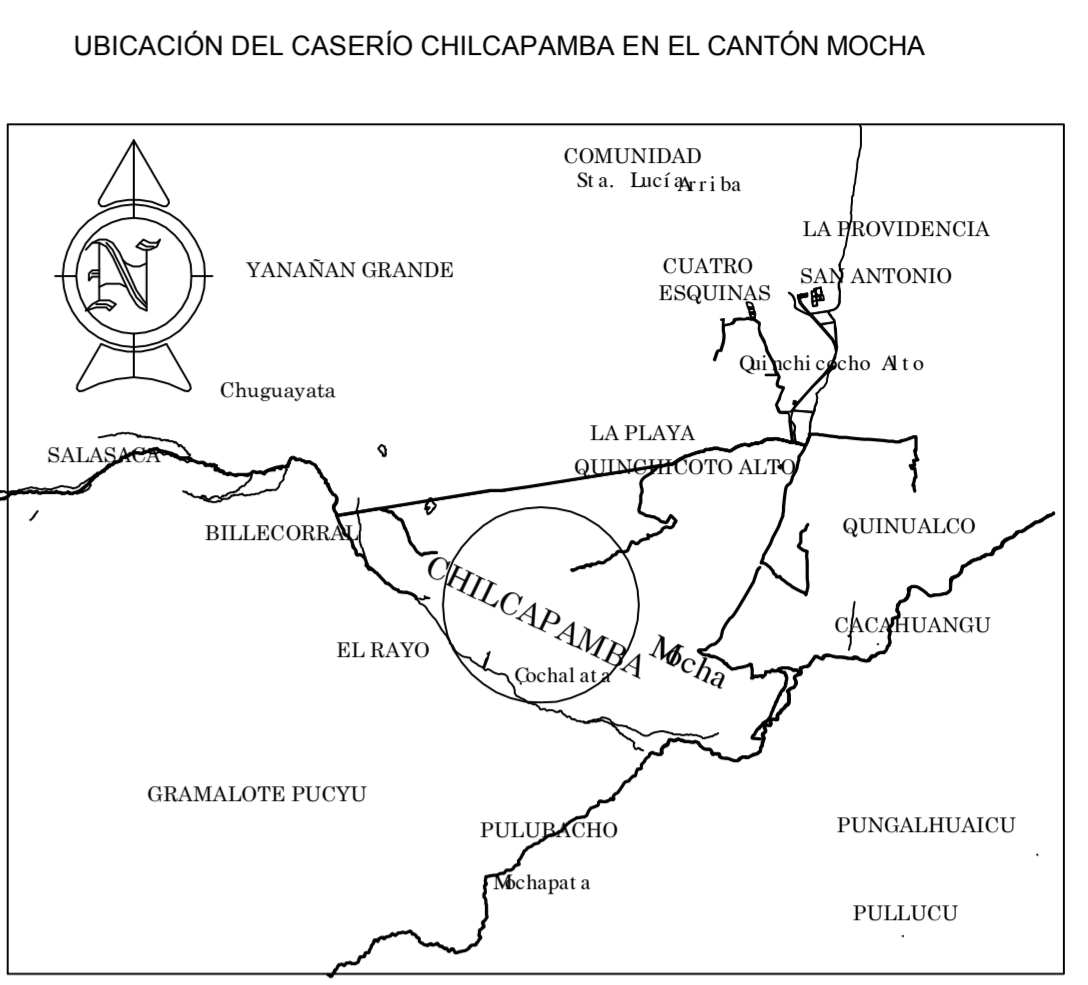 UBICACIÓN DEL CASERÍO CHILCAPAMBA EN EL CANTÓN MOCHA
COMUNIDAD
Sta. Lucía Arriba
LA PROVIDENCIA
N
YANAÑAN GRANDE
CUATRO
ESQUINAS
SAN ANTONIO
Quinchicocho Alto
Chuguayata
LA PLAYA
SALASACA
QUINCHICOTO ALTO
BILLECORRAL
QUINUALCO
CHILCAPAMBA
CACAHUANGU
EL RAYO
Mocha
Cochalata
GRAMALOTE PUCYU
PULUBACHO
PUNGALHUAICU
Mochapata
PULLUCU